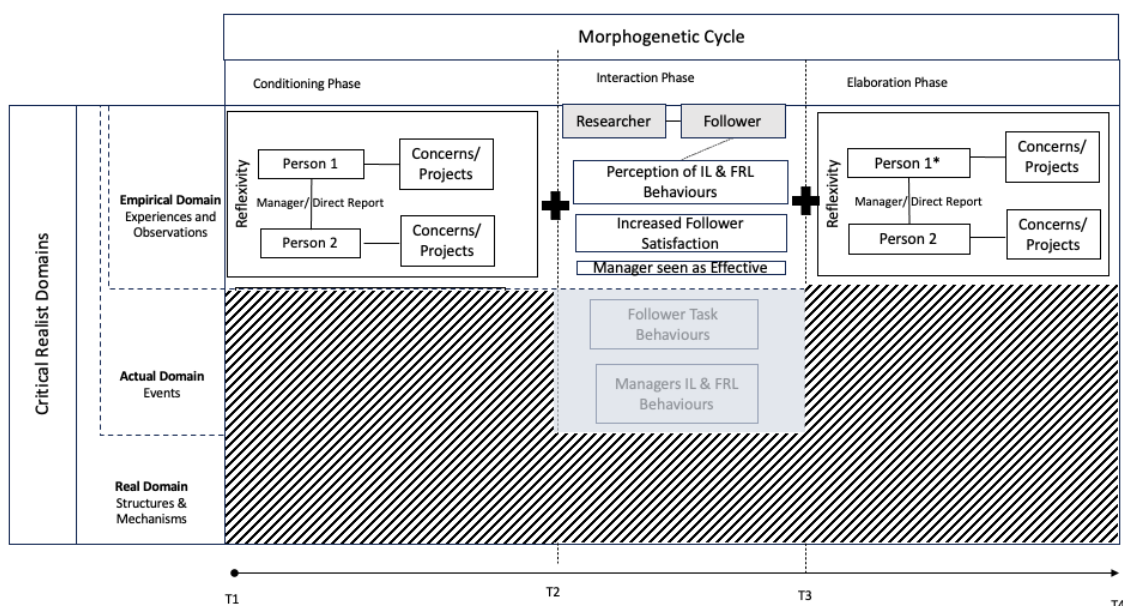 Morphogenetic Cycle
Conditioning Phase
Interaction Phase
Elaboration Phase
Critical Realist Domains
Empirical Domain
Experiences and
Observations
Reflexivity
Person 1
Concerns/
Projects
Manager/ Direct Report
Person 2
Concerns/
Projects
Researcher
Follower
Perception of IL & FRL
Behaviours
Increased Follower
Satisfaction
Manager seen as Effective
Reflexivity
Person 1*
Concerns/
Projects
Manager/ Direct Report
Person 2
Concerns/
Projects
Actual Domain
Events
Follower Task
Behaviours
Managers IL & FRL
Behaviours
Real Domain
Structures &
Mechanisms
T1
T2
T3
T4